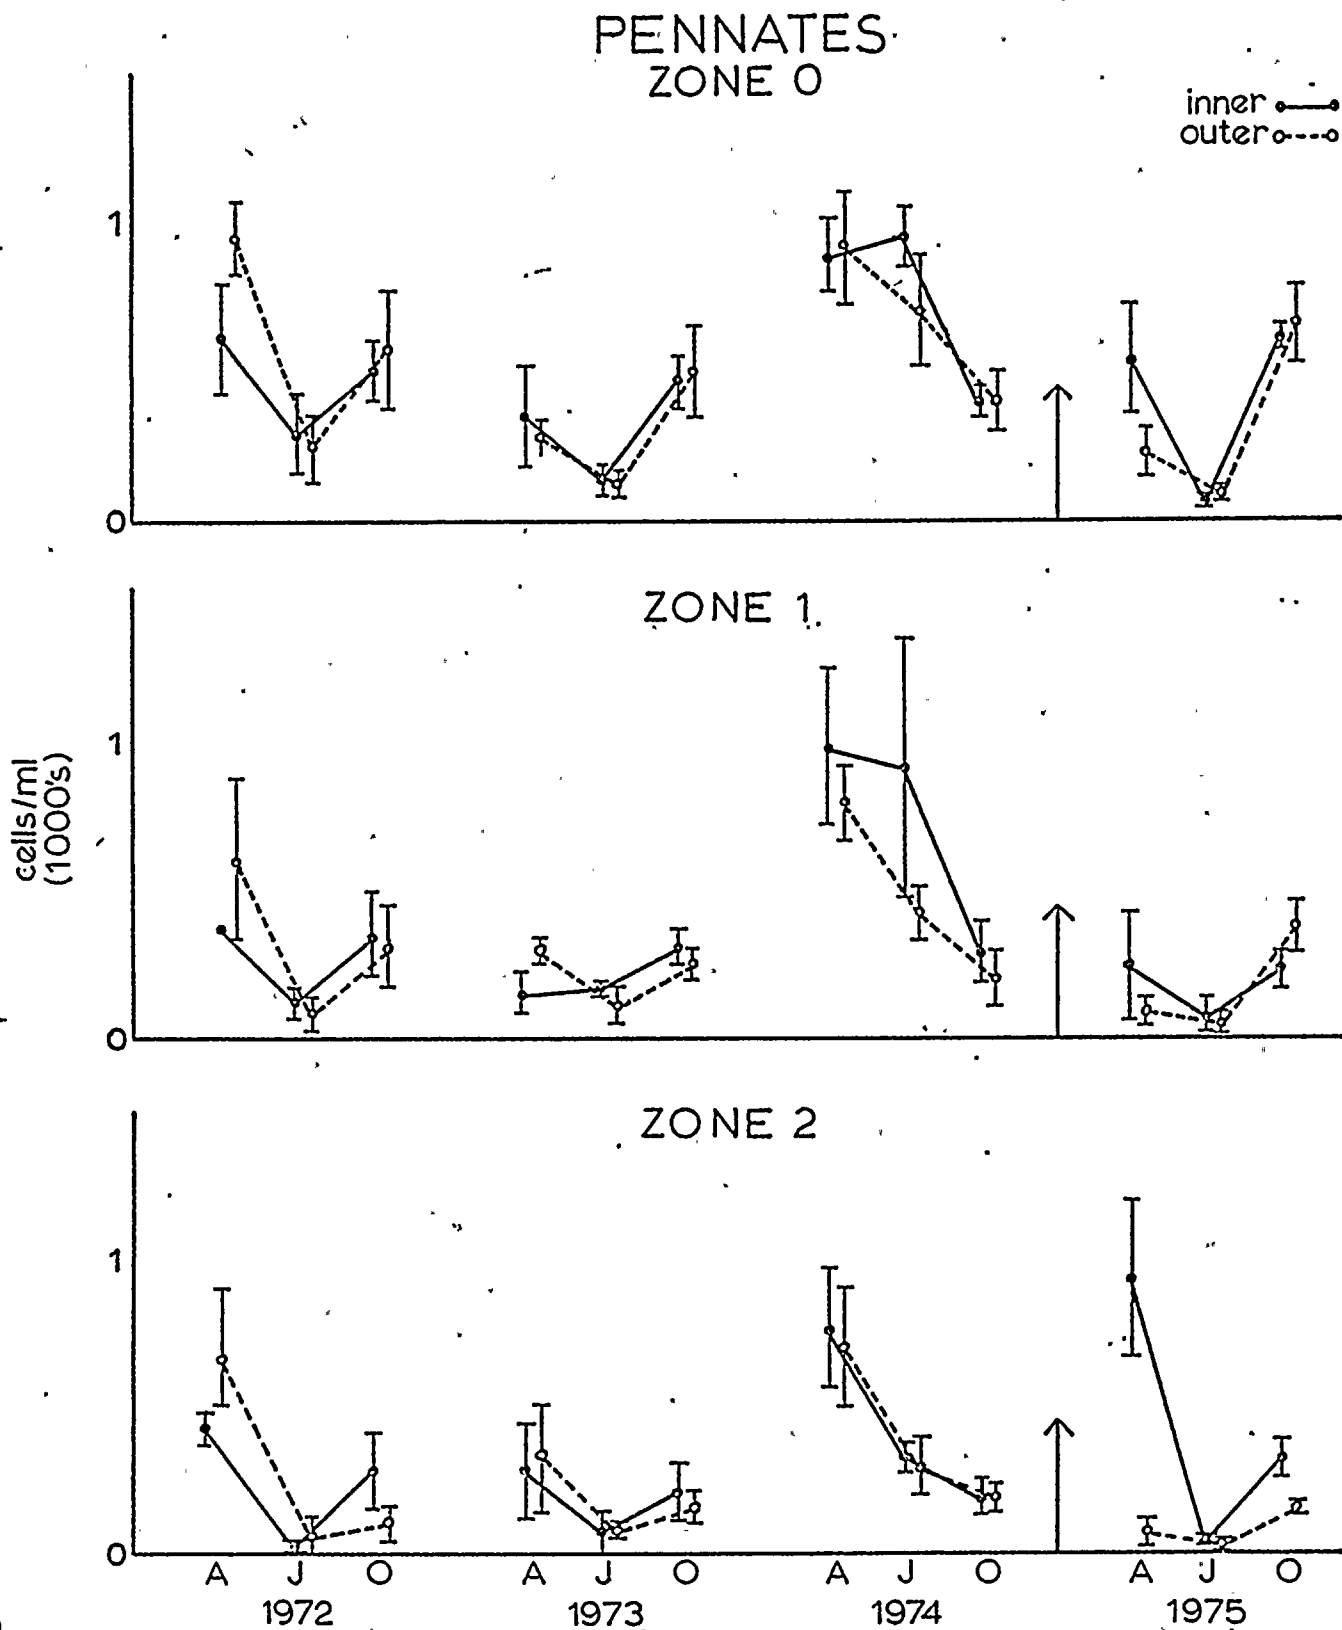 PENNATES
ZONE 0
inner
outer
1
0
ZONE 1
1
0
cells/ml
(1000's)
ZONE 2
1
0
A J O A J O A J O A J O
1972 1973 1974 1975